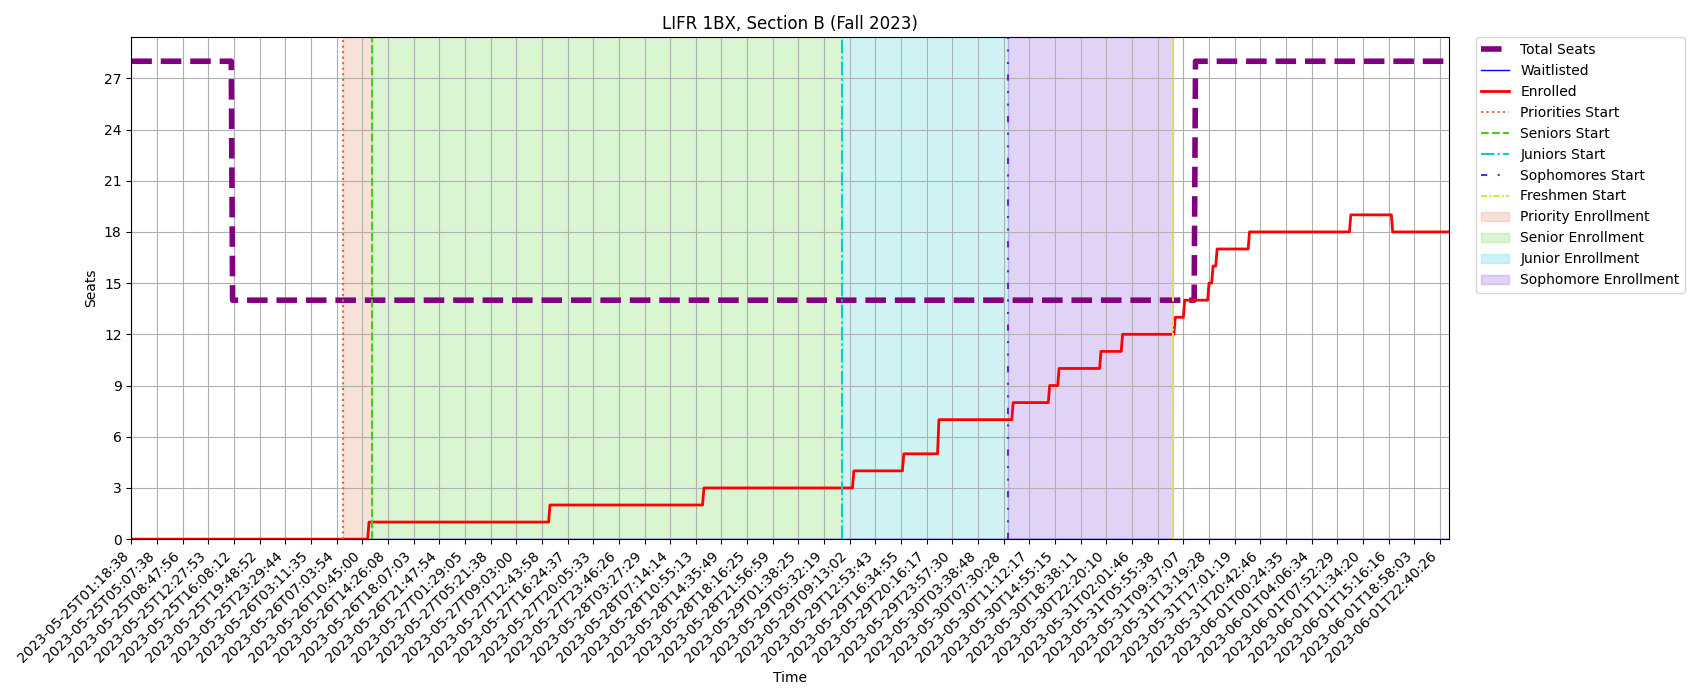 LIFR 1BX, Section B (Fall 2023)
Seats
27
24
21
18
15
12
9
6
3
0
2023-05-25T01:18:38
2023-05-25T05:07:38
2023-05-25T08:47:56
2023-05-25T12:27:53
2023-05-25T16:08:12
2023-05-25T19:48:52
2023-05-25T23:29:44
2023-05-26T03:11:35
2023-05-26T07:03:54
2023-05-26T10:45:00
2023-05-26T14:26:08
2023-05-26T18:07:03
2023-05-26T21:47:54
2023-05-27T01:29:05
2023-05-27T05:21:38
2023-05-27T09:03:00
2023-05-27T12:43:58
2023-05-27T16:24:37
2023-05-27T20:05:33
2023-05-27T23:46:26
2023-05-28T03:27:29
2023-05-28T07:14:14
2023-05-28T10:55:13
2023-05-28T14:35:49
2023-05-28T18:16:25
2023-05-28T21:56:59
2023-05-29T01:38:25
2023-05-29T05:32:19
2023-05-29T09:13:02
2023-05-29T12:53:43
2023-05-29T16:34:55
2023-05-29T20:16:17
2023-05-29T23:57:30
2023-05-30T03:38:48
2023-05-30T07:30:28
2023-05-30T11:12:17
2023-05-30T14:55:15
2023-05-30T18:38:11
2023-05-30T22:20:10
2023-05-31T02:01:46
2023-05-31T05:55:38
2023-05-31T09:37:07
2023-05-31T13:19:28
2023-05-31T17:01:19
2023-05-31T20:42:46
2023-06-01T00:24:35
2023-06-01T04:06:34
2023-06-01T07:52:29
2023-06-01T11:34:20
2023-06-01T15:16:16
2023-06-01T18:58:03
2023-06-01T22:40:26
Time
Total Seats
Waitlisted
Enrolled
Priorities Start
Seniors Start
Juniors Start
Sophomores Start
Freshmen Start
Priority Enrollment
Senior Enrollment
Junior Enrollment
Sophomore Enrollment